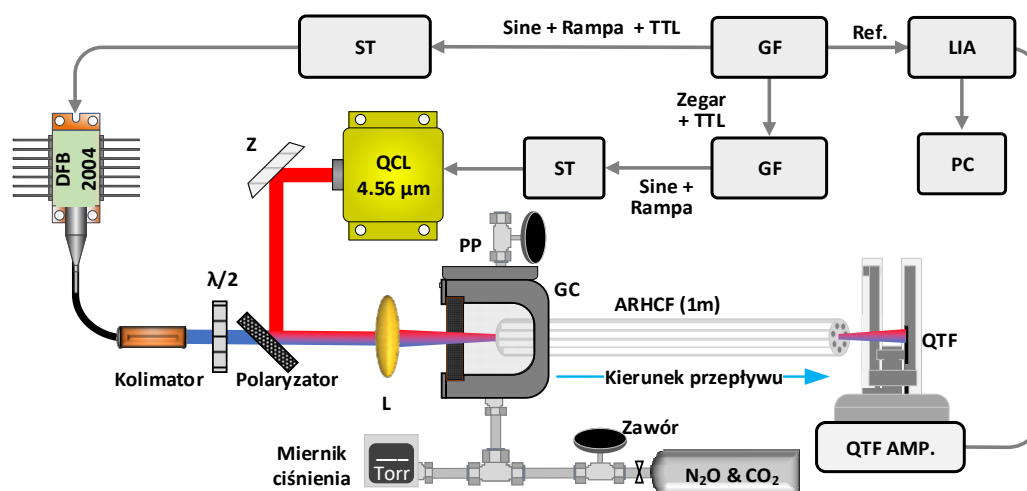 ST
Sine + Rampa + TTL
GF
Ref.
LIA
Zegar
+ TTL
DFB
2004
Z
QCL
4.56 µm
ST
Sine +
Rampa
GF
PC
PP
GC
λ/2
ARHCF (1m)
QTF
Kolimator
Polaryzator
L
Kierunek przepływu
Miernik
ciśnienia
Torr
Zawór
N₂O & CO₂
QTF AMP.